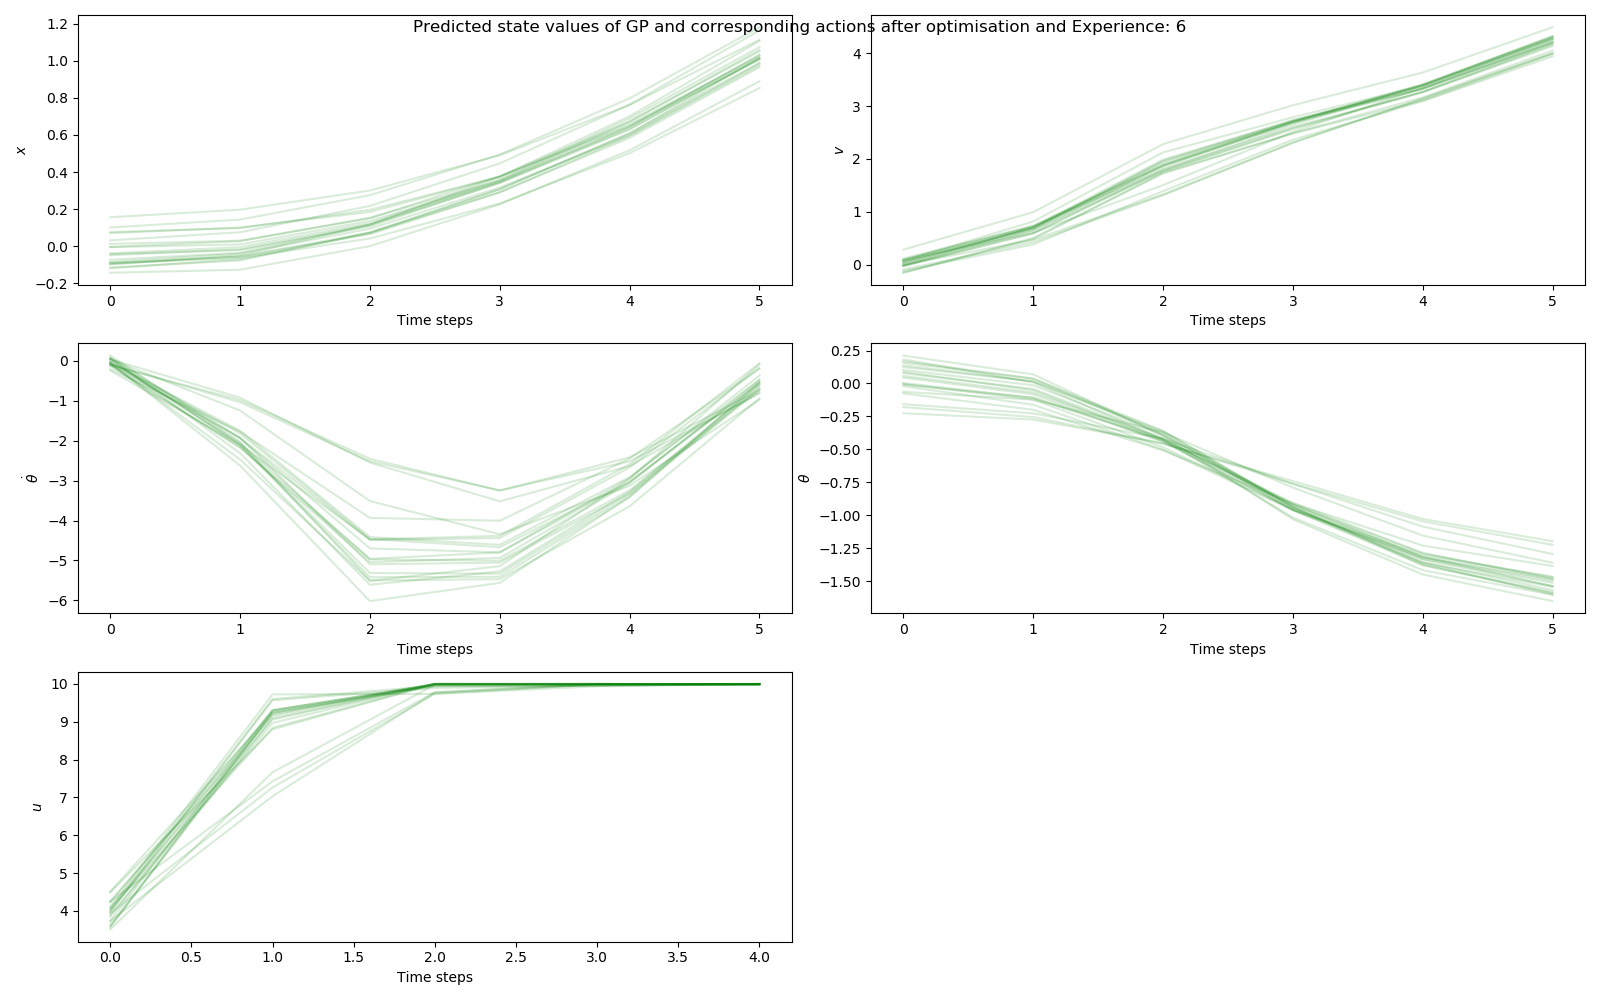 Predicted state values of GP and corresponding actions after optimisation and Experience: 6
1.2
1.0
0.8
0.6
0.4
0.2
0.0
−0.2
x
0 1 2 3 4 5
Time steps
4
3
2
1
0
v
0 1 2 3 4 5
Time steps
0
−1
−2
−3
−4
−5
−6
θ̇
0 1 2 3 4 5
Time steps
0.25
0.00
−0.25
−0.50
−0.75
−1.00
−1.25
−1.50
θ
0 1 2 3 4 5
Time steps
10
9
8
7
6
5
4
u
0.0 0.5 1.0 1.5 2.0 2.5 3.0 3.5 4.0
Time steps